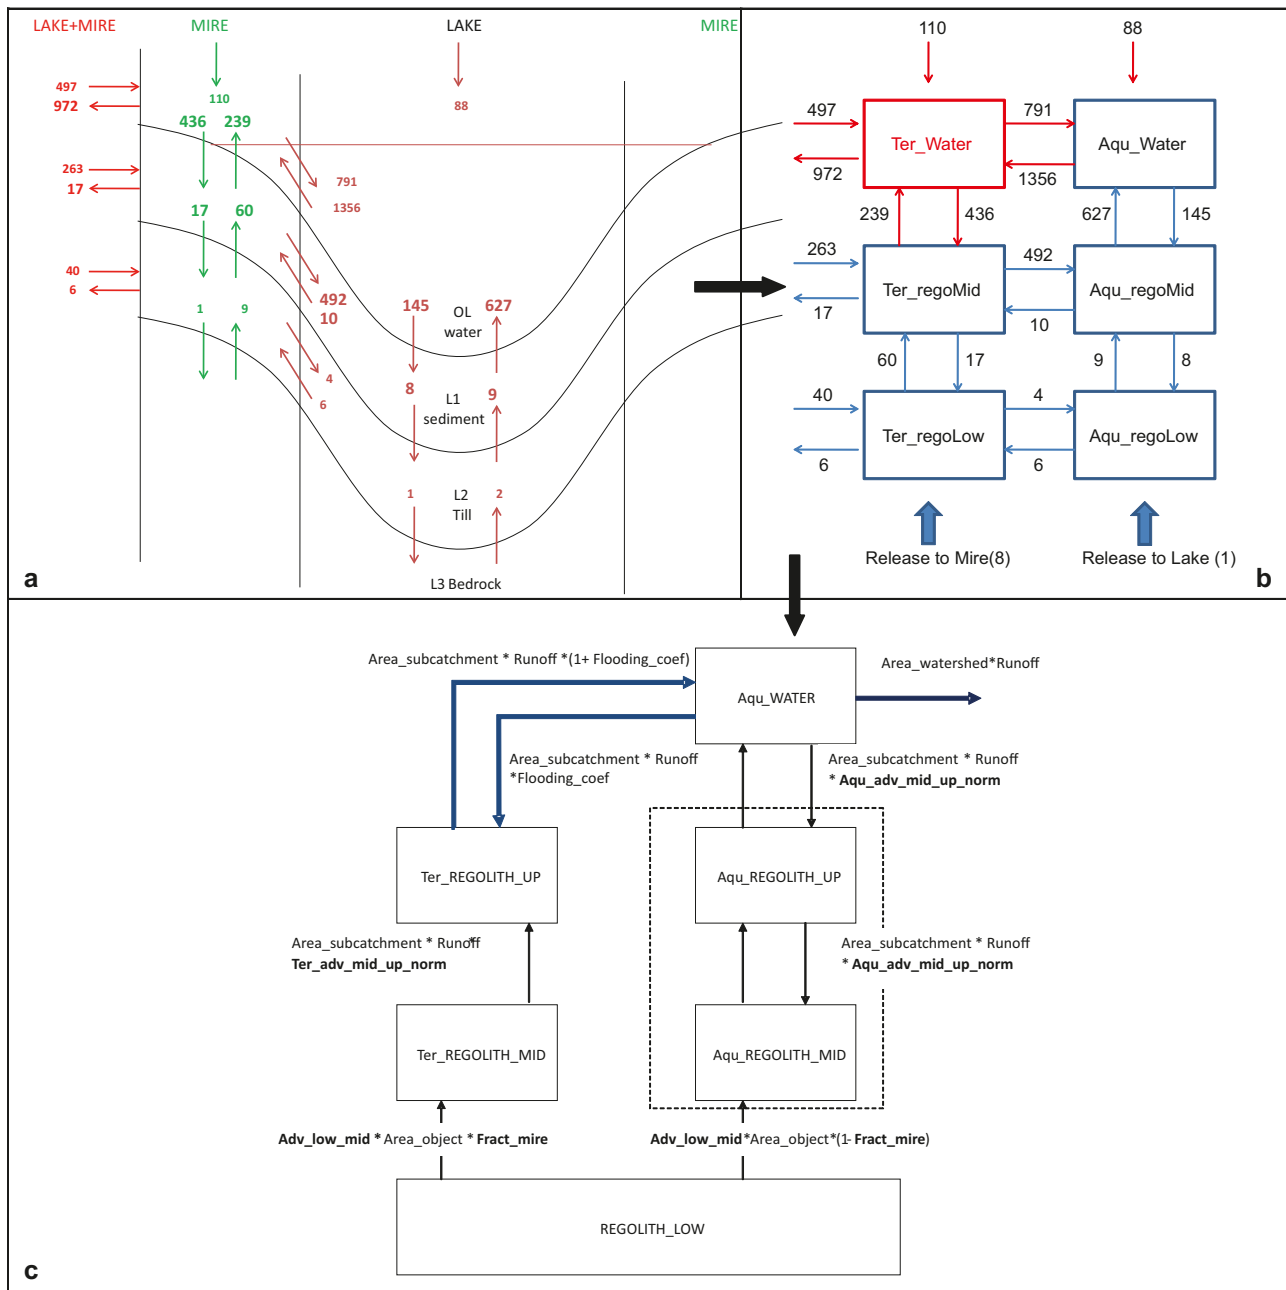 LAKE+MIRE
MIRE
LAKE
MIRE
497
972
110
88
436
239
263
17
791
1356
17
60
40
6
492
10
145
OL
water
627
1
9
4
6
8
L1
sediment
9
1
L2
Till
2
L3 Bedrock
a
110
88
497
791
Ter_Water
Aqu_Water
972
1356
239
436
627
145
263
492
Ter_regoMid
Aqu_regoMid
17
10
60
17
9
8
40
4
Ter_regoLow
Aqu_regoLow
6
6
Release to Mire(8)
Release to Lake (1)
b
Area_subcatchment * Runoff *(1+ Flooding_coef)
Aqu_WATER
Area_watershed*Runoff
Area_subcatchment * Runoff
*Flooding_coef
Area_subcatchment * Runoff
* Aqu_adv_mid_up_norm
Ter_REGOLITH_UP
Aqu_REGOLITH_UP
Area_subcatchment * Runoff*
Ter_adv_mid_up_norm
Area_subcatchment * Runoff
* Aqu_adv_mid_up_norm
Ter_REGOLITH_MID
Aqu_REGOLITH_MID
Adv_low_mid * Area_object * Fract_mire
Adv_low_mid*Area_object*(1- Fract_mire)
REGOLITH_LOW
c